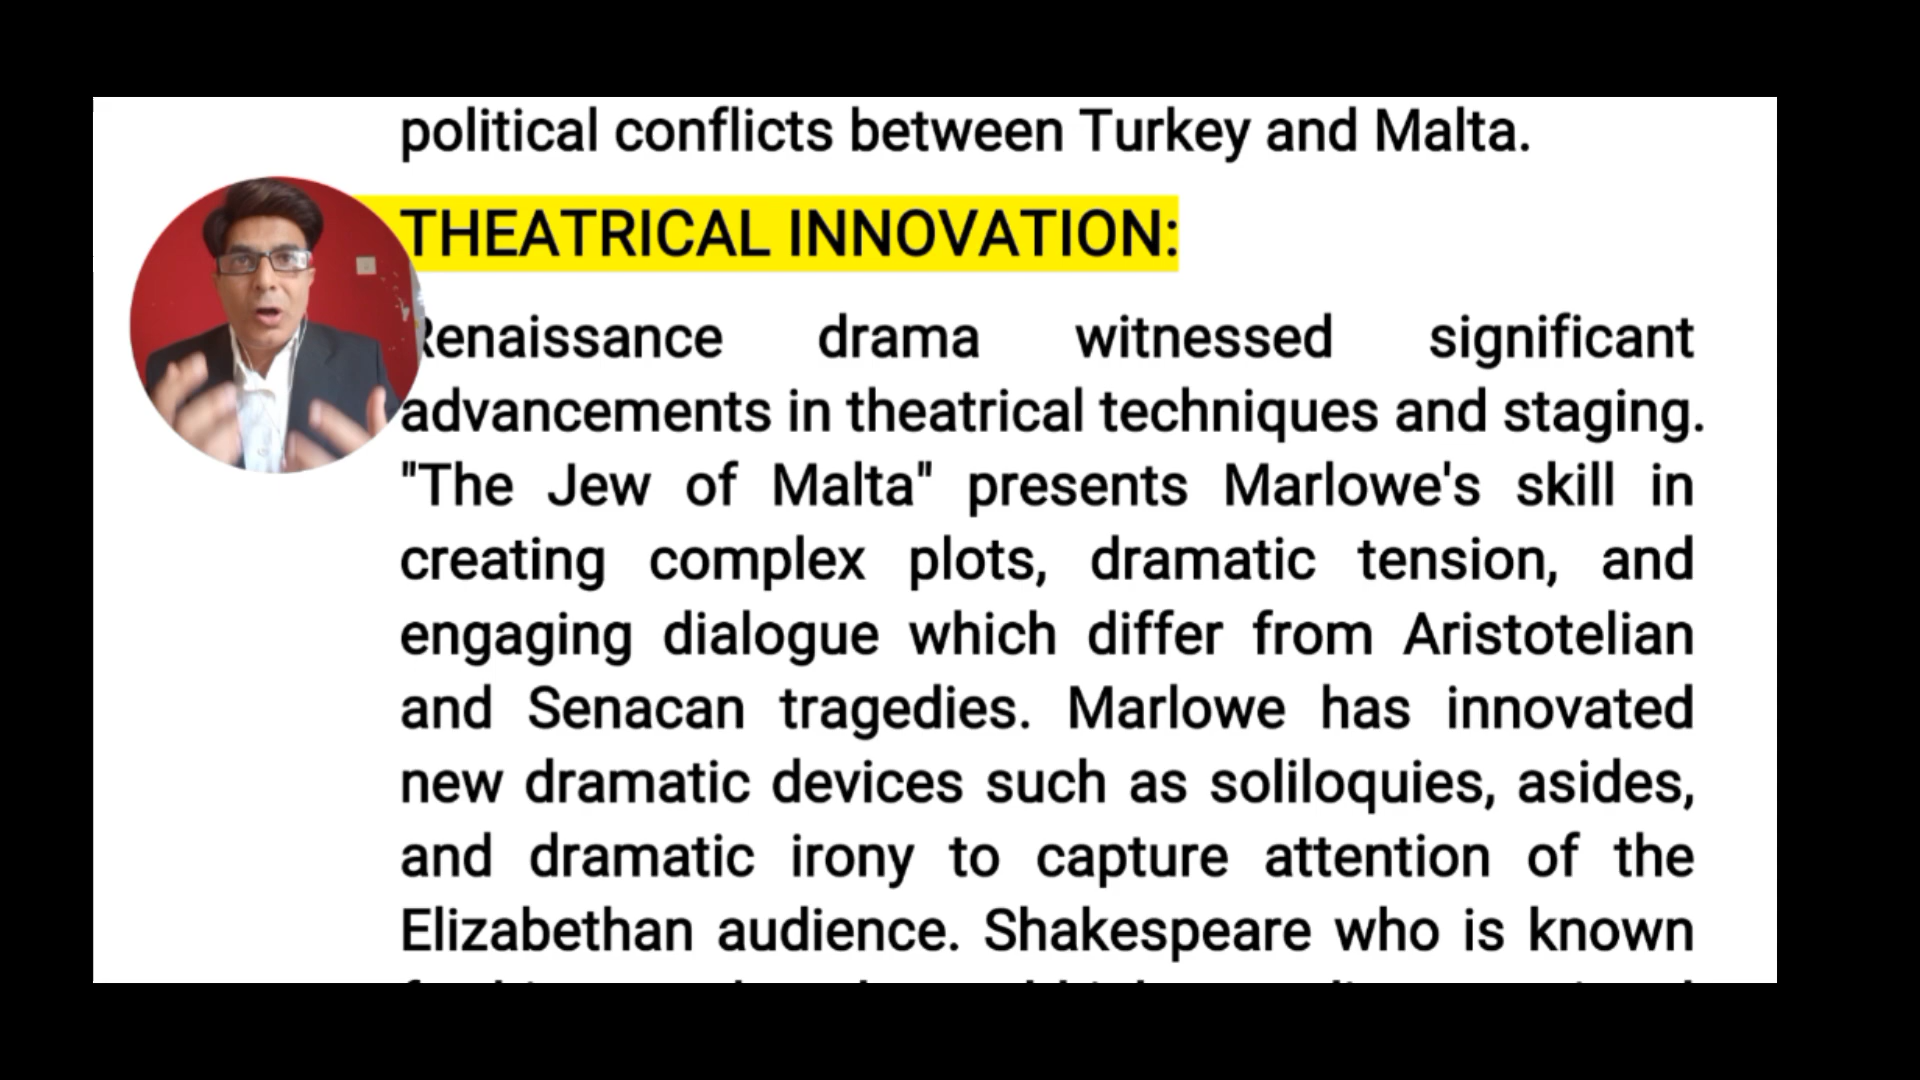 political conflicts between Turkey and Malta.
THEATRICAL INNOVATION:
Renaissance drama witnessed significant
advancements in theatrical techniques and staging.
"The Jew of Malta" presents Marlowe's skill in
creating complex plots, dramatic tension, and
engaging dialogue which differ from Aristotelian
and Senacan tragedies. Marlowe has innovated
new dramatic devices such as soliloquies, asides,
and dramatic irony to capture attention of the
Elizabethan audience. Shakespeare who is known